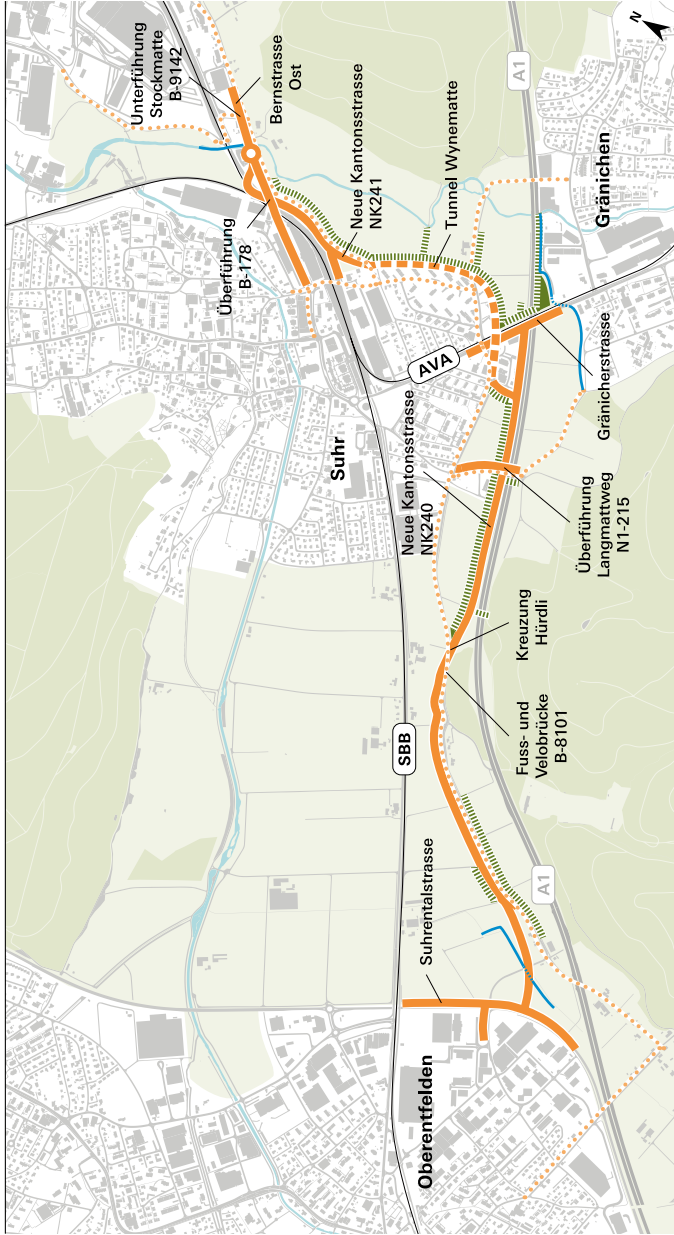 N
Unterführung
Stockmatte
B-9142
Bernstrasse
Ost
A1
Gränichen
Neue Kantonsstrasse
NK241
Tunnel Wynematte
Überführung
B-178
AVA
Gränicherstrasse
Suhr
Neue Kantonsstrasse
NK240
Überführung
Langmattweg
N1-215
Kreuzung
Hürdli
Fuss- und
Velobrücke
B-8101
SBB
A1
Suhrentalstrasse
Oberentfelden